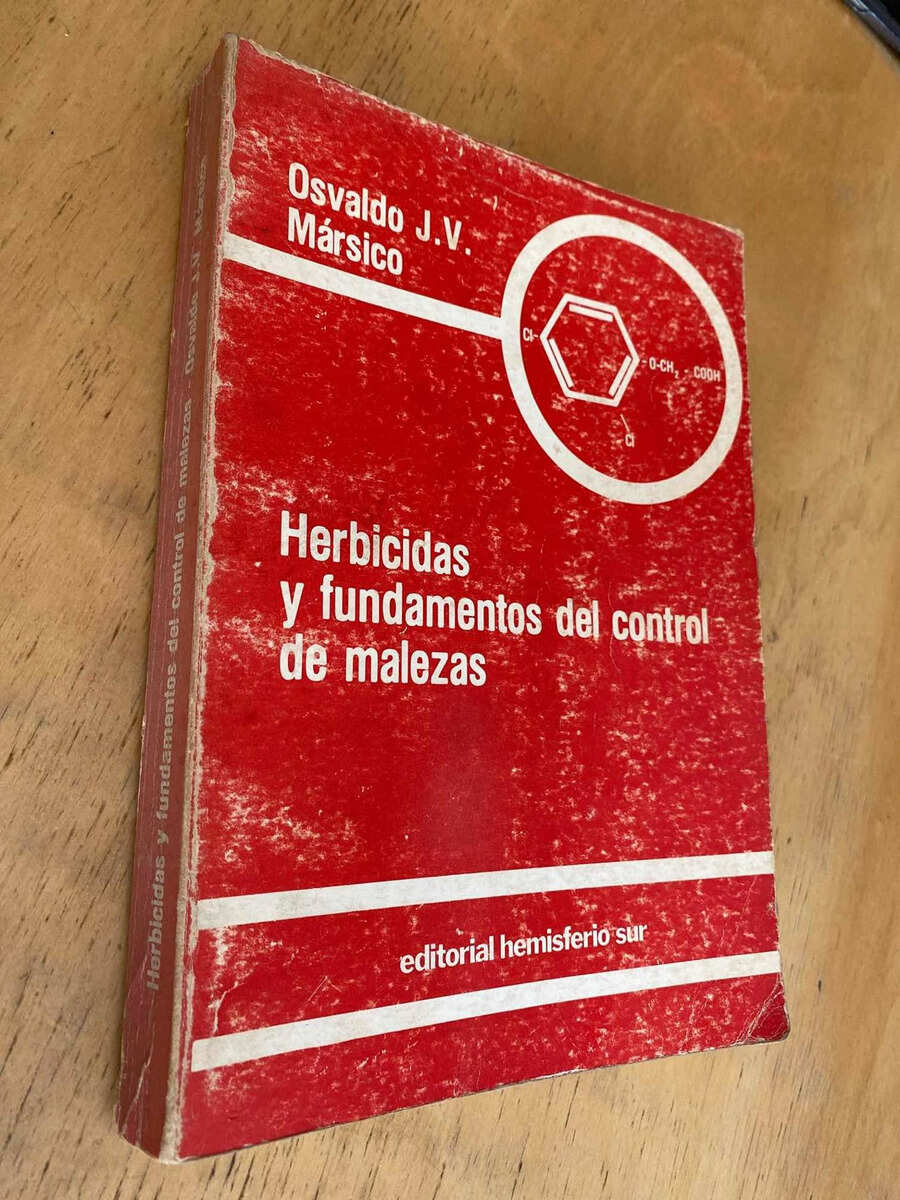 Osvaldo J.V.
Mársico
Cl
O-CH₂ - COOH
Cl
Herbicidas
y fundamentos del control
de malezas
editorial hemisferio sur
Herbicidas y fundamentos del control de malezas - Osvaldo J.V. Mársico